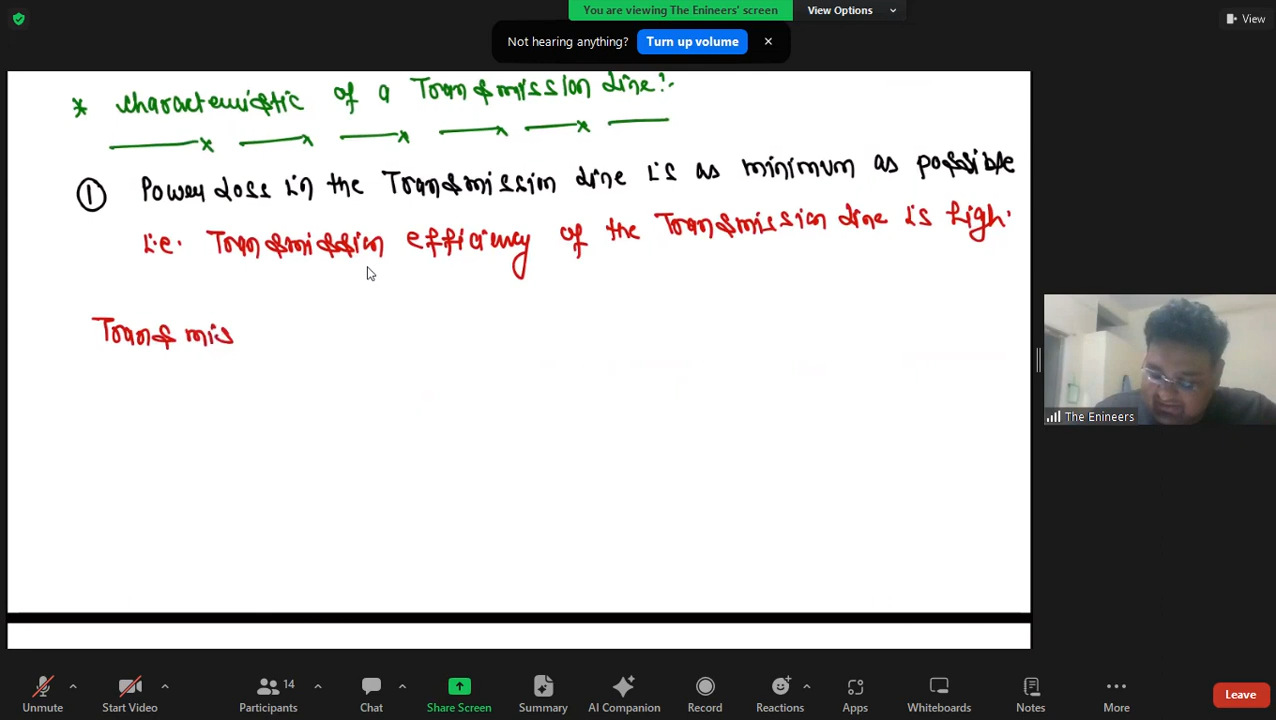 You are viewing The Enineers' screen
View Options
View
Not hearing anything?
Turn up volume
* characteristic of a Transmission line:-
① Power loss in the Transmission line is as minimum as possible
i.e. Transmission efficiency of the Transmission line is high.
Transmis
The Enineers
Unmute
Start Video
Participants
14
Chat
Share Screen
Summary
AI Companion
Record
Reactions
Apps
Whiteboards
Notes
More
Leave